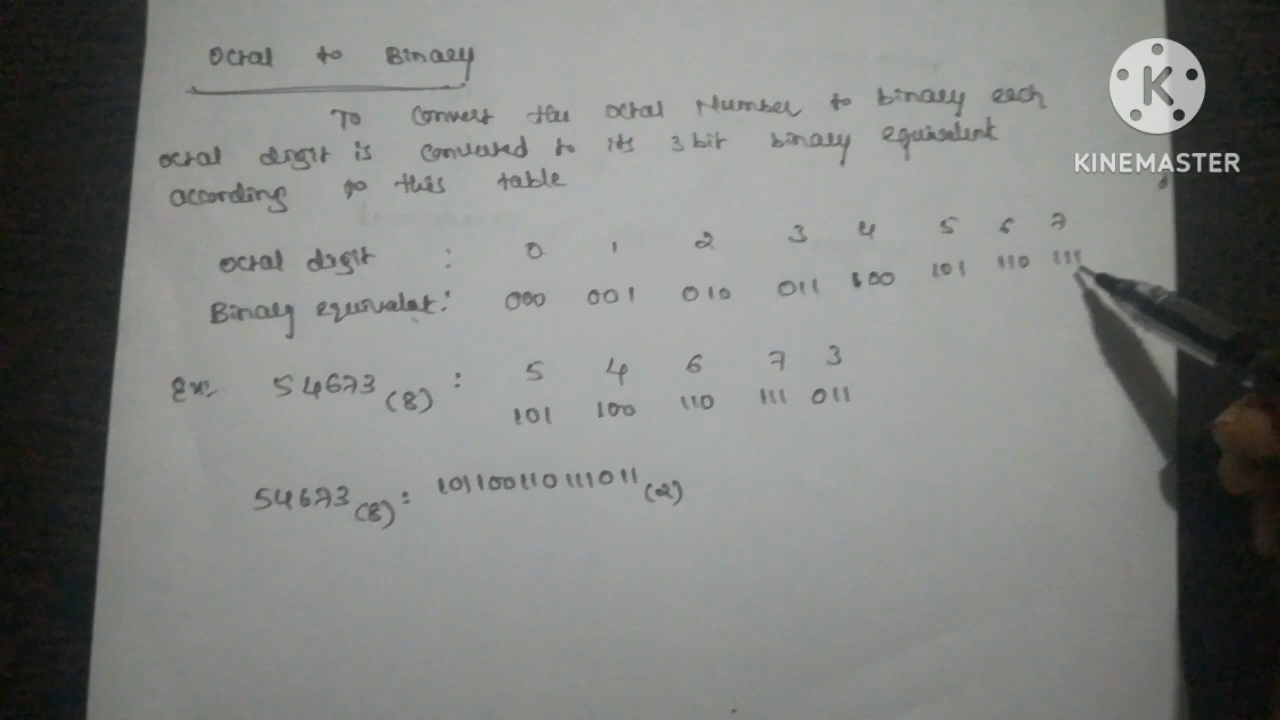 Octal to Binary
To Convert the octal Number to binary each
octal digit is converted to its 3 bit binary equivalent
according to this table
Octal digit : 0 1 2 3 4 5 6 7
Binary equivalent : 000 001 010 011 100 101 110 111
Ex:- 54673 (8) : 5 4 6 7 3
101 100 110 111 011
54673 (8) : 101100110111011 (2)
K
KINEMASTER